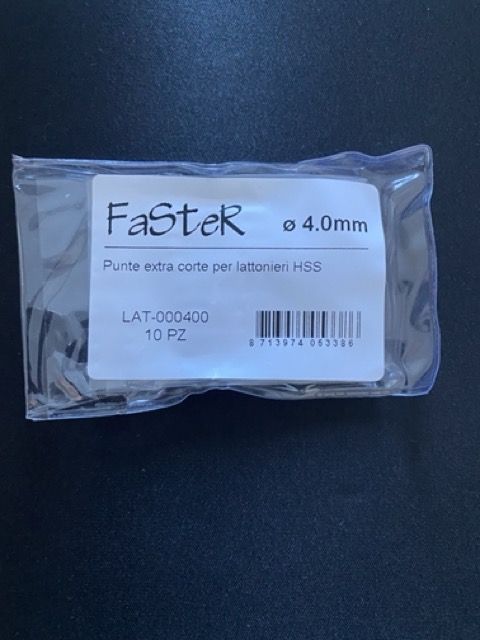 FaSteR ø 4.0mm
Punte extra corte per lattonieri HSS
LAT-000400
10 PZ
8 713974 053386